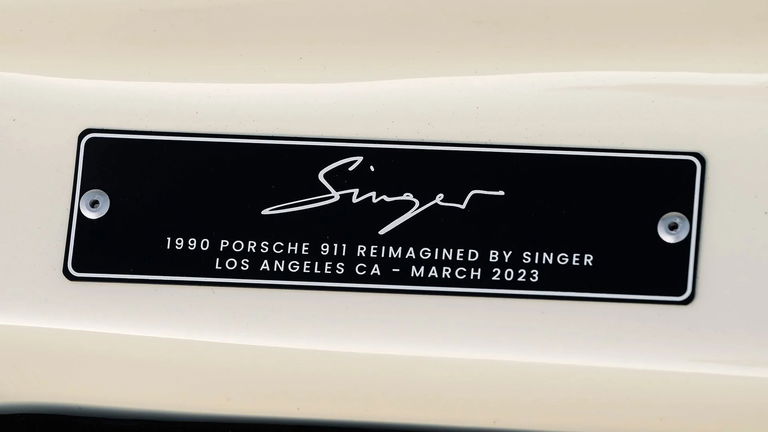 Singer
1990 PORSCHE 911 REIMAGINED BY SINGER
LOS ANGELES CA - MARCH 2023